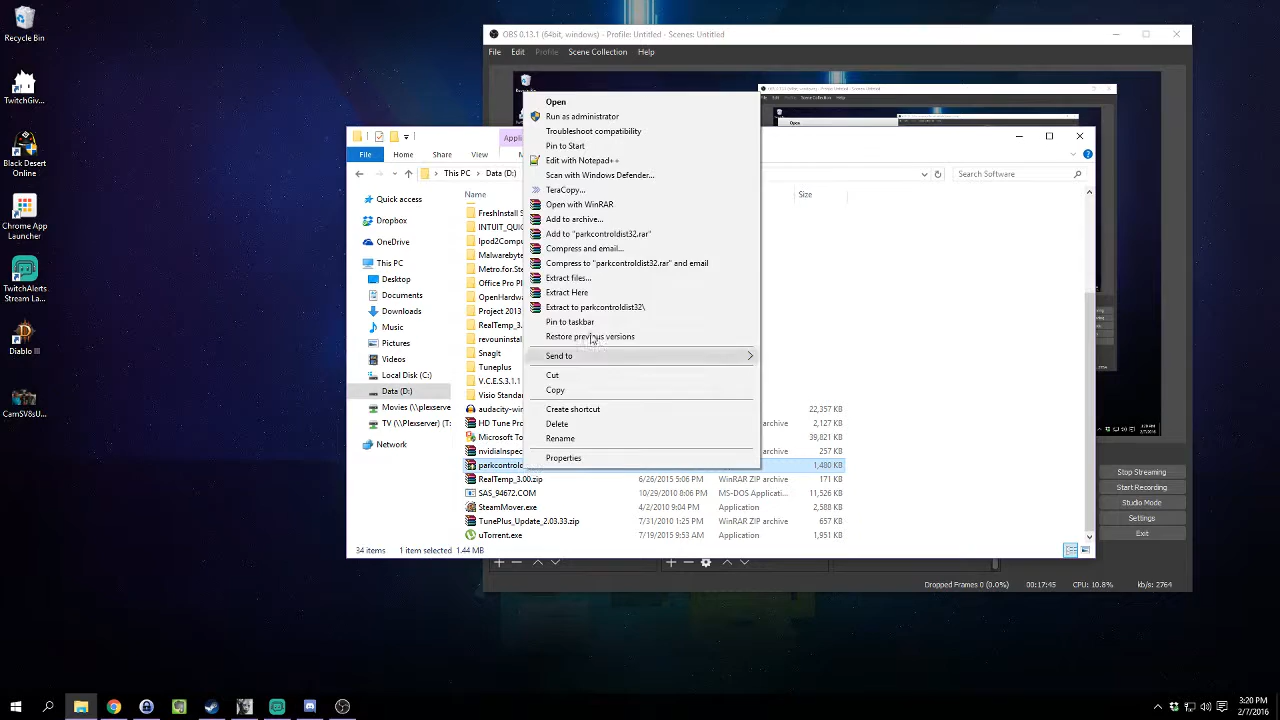 Recycle Bin
TwitchGiv...
Black Desert
Online
Chrome App
Launcher
TwitchAlerts
Stream La...
Diablo III
CamSV8sU...
OBS 0.13.1 (64bit, windows) - Profile: Untitled - Scenes: Untitled
File Edit Profile Scene Collection Help
File Home Share View
This PC Data (D:)
Search Software
Name
Size
Quick access
Dropbox
OneDrive
This PC
Desktop
Documents
Downloads
Music
Pictures
Videos
Local Disk (C:)
Data (D:)
Movies (\\plexserve
TV (\\Plexserver) (T:
Network
FreshInstall S
INTUIT_QUIC
Ipod2Compu
Malwarebyte
Metro.for.Ste
Office Pro Pl
OpenHardwa
Project 2013
RealTemp_3.
revouninstall
SnagIt
Tuneplus
V.C.E.S.3.1.1
Visio Standar
audacity-win 22,357 KB
HD Tune Pro archive 2,127 KB
Microsoft To 39,821 KB
nvidiaInspec archive 257 KB
parkcontrold 1,480 KB
RealTemp_3.00.zip 6/26/2015 5:06 PM WinRAR ZIP archive 171 KB
SAS_94672.COM 10/29/2010 8:06 PM MS-DOS Applicati... 11,526 KB
SteamMover.exe 4/2/2010 9:04 PM Application 2,588 KB
TunePlus_Update_2.03.33.zip 7/31/2010 1:25 PM WinRAR ZIP archive 657 KB
uTorrent.exe 7/19/2015 9:53 AM Application 1,951 KB
34 items 1 item selected 1.44 MB
Open
Run as administrator
Troubleshoot compatibility
Pin to Start
Edit with Notepad++
Scan with Windows Defender...
TeraCopy...
Open with WinRAR
Add to archive...
Add to "parkcontroldist32.rar"
Compress and email...
Compress to "parkcontroldist32.rar" and email
Extract files...
Extract Here
Extract to parkcontroldist32\
Pin to taskbar
Restore previous versions
Send to
Cut
Copy
Create shortcut
Delete
Rename
Properties
Stop Streaming
Start Recording
Studio Mode
Settings
Exit
Dropped Frames 0 (0.0%) 00:17:45 CPU: 10.8% kb/s: 2764
3:20 PM
2/7/2016